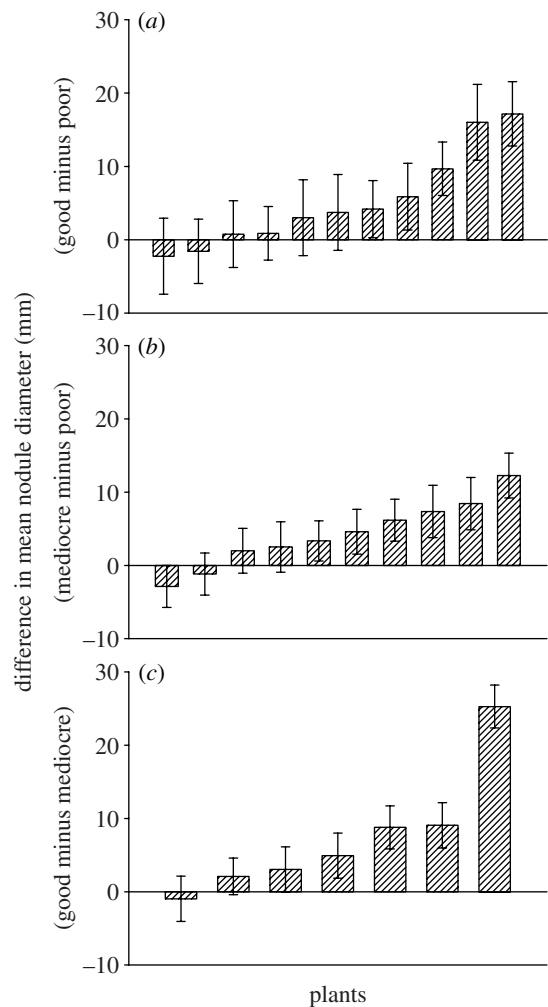 difference in mean nodule diameter (mm)
(a)
(good minus poor)
30
20
10
0
–10
(b)
(mediocre minus poor)
30
20
10
0
–10
(c)
(good minus mediocre)
30
20
10
0
–10
plants